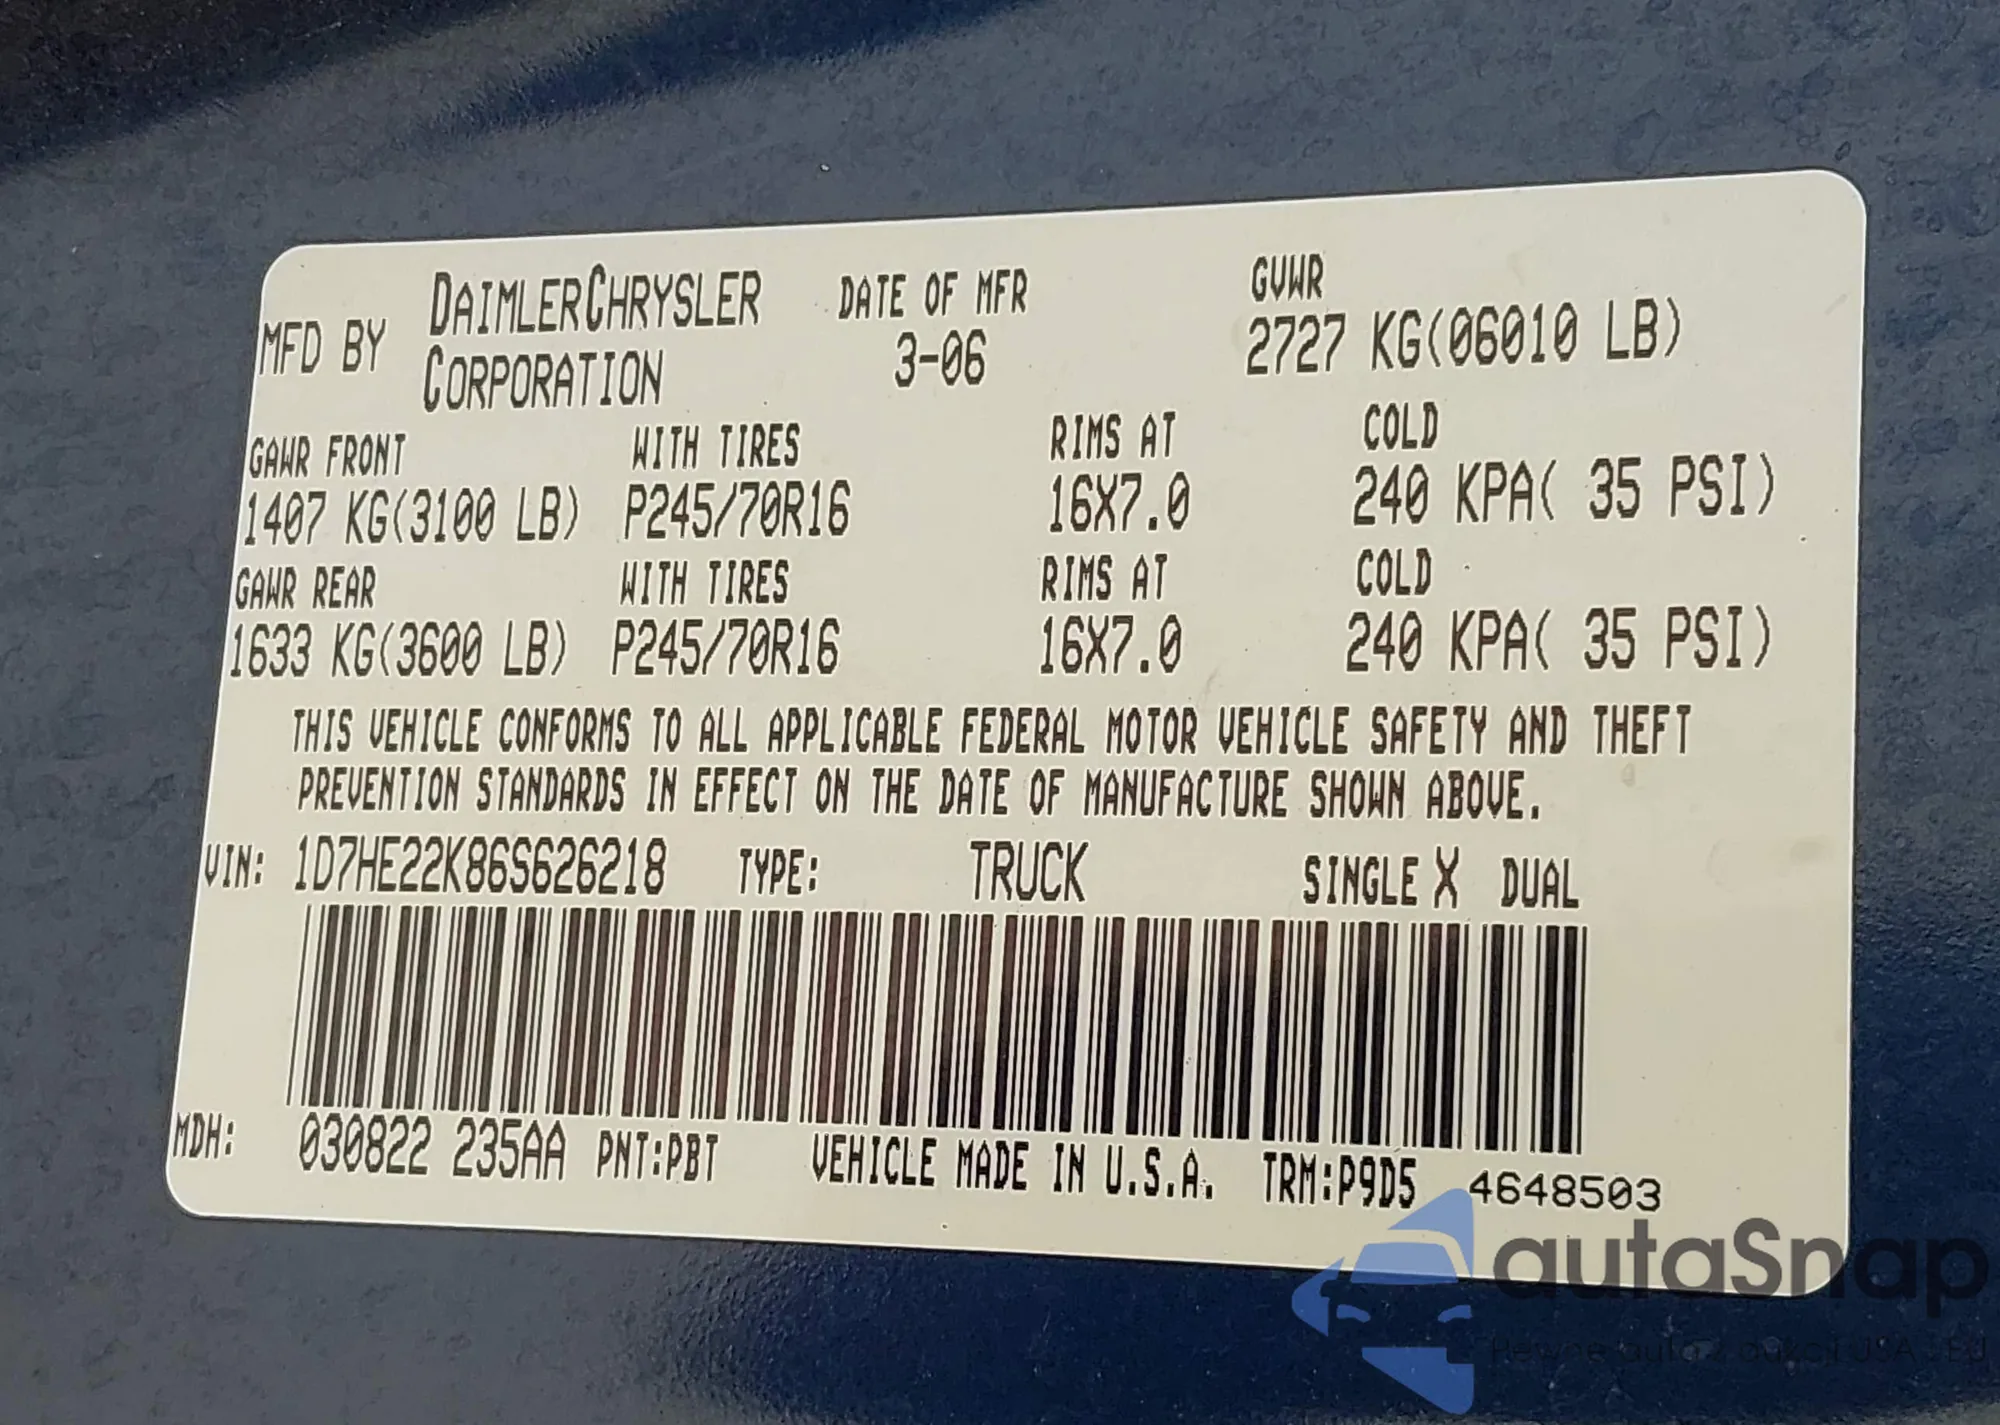 MFD BY DAIMLERCHRYSLER CORPORATION
DATE OF MFR
3-06
GVWR
2727 KG(06010 LB)
GAWR FRONT WITH TIRES RIMS AT COLD
1407 KG(3100 LB) P245/70R16 16X7.0 240 KPA( 35 PSI)
GAWR REAR WITH TIRES RIMS AT COLD
1633 KG(3600 LB) P245/70R16 16X7.0 240 KPA( 35 PSI)
THIS VEHICLE CONFORMS TO ALL APPLICABLE FEDERAL MOTOR VEHICLE SAFETY AND THEFT
PREVENTION STANDARDS IN EFFECT ON THE DATE OF MANUFACTURE SHOWN ABOVE.
VIN: 1D7HE22K86S626218 TYPE: TRUCK SINGLE X DUAL
MDH: 030822 235AA PNT:PBT VEHICLE MADE IN U.S.A. TRM:P9D5 4648503
autaSnap
auta z aukcji USA